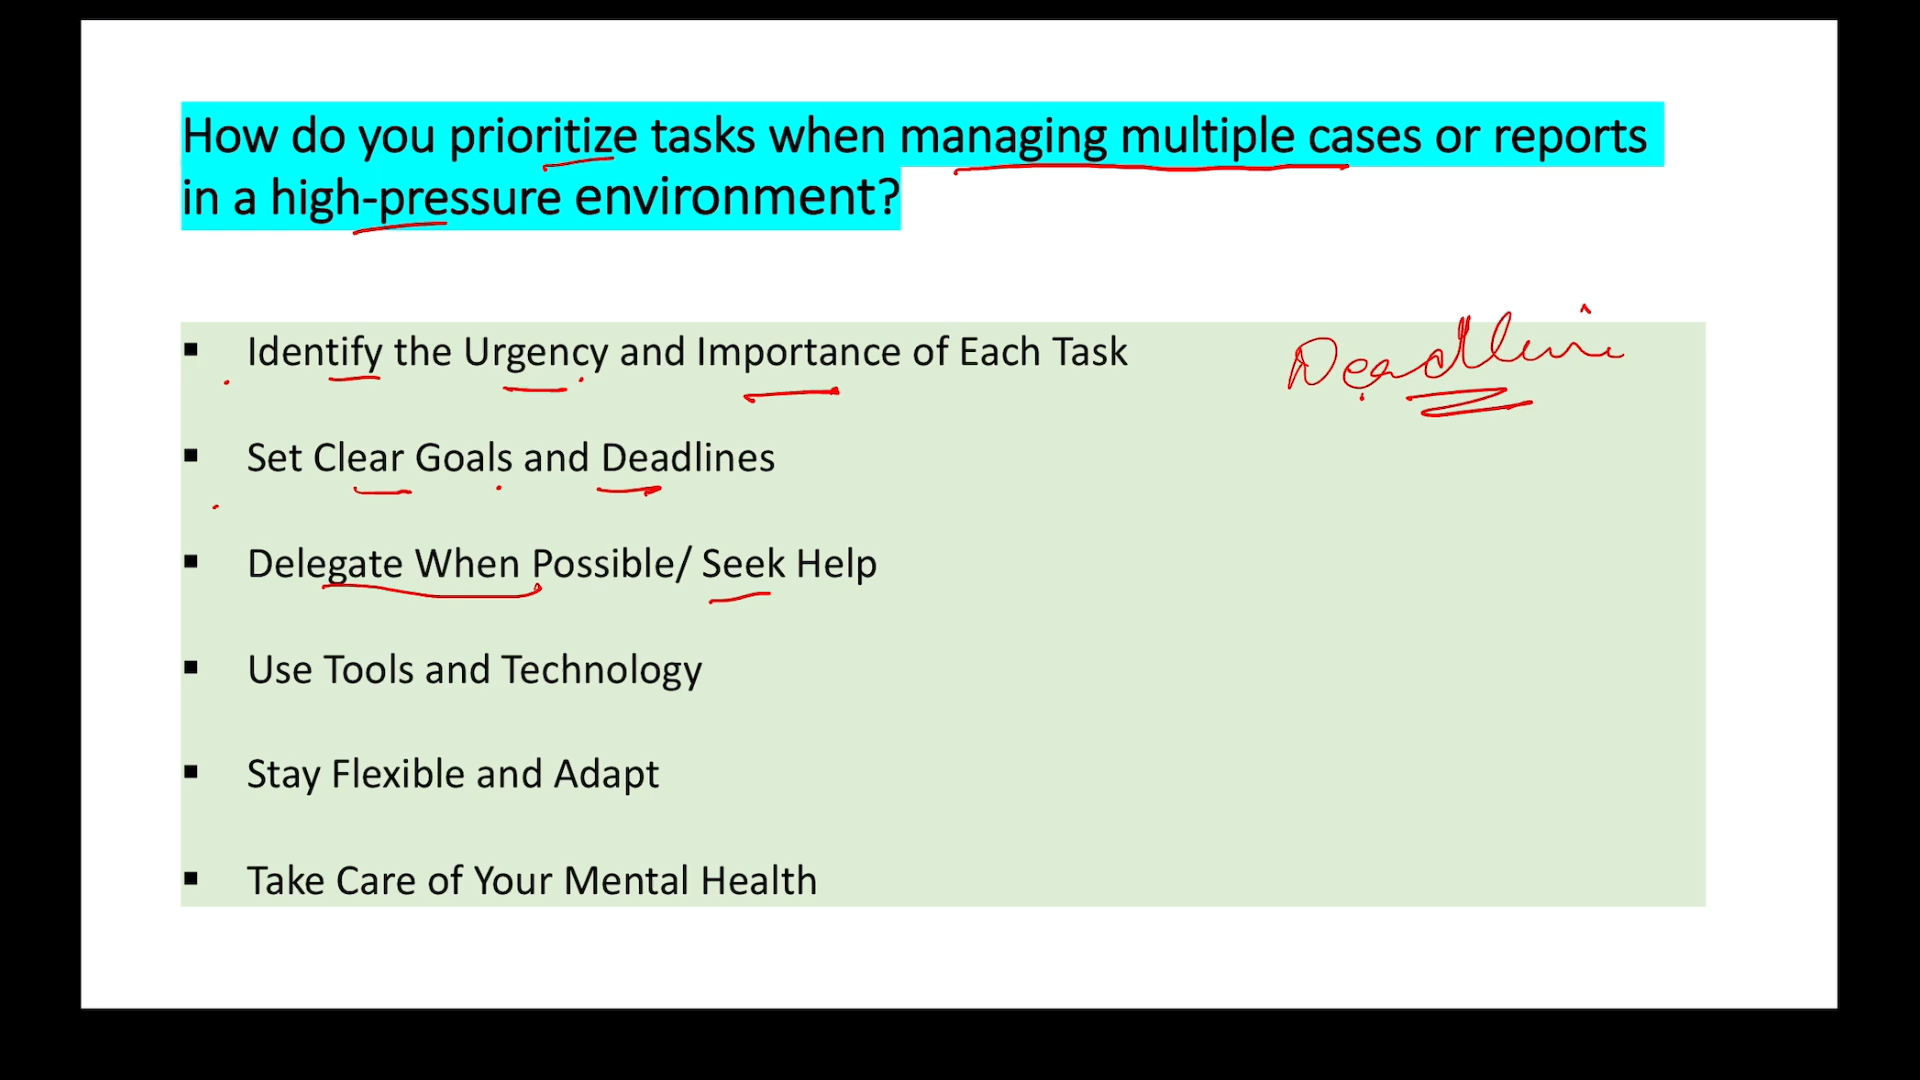 How do you prioritize tasks when managing multiple cases or reports
in a high-pressure environment?
▪ Identify the Urgency and Importance of Each Task
Deadline
▪ Set Clear Goals and Deadlines
▪ Delegate When Possible/ Seek Help
▪ Use Tools and Technology
▪ Stay Flexible and Adapt
▪ Take Care of Your Mental Health